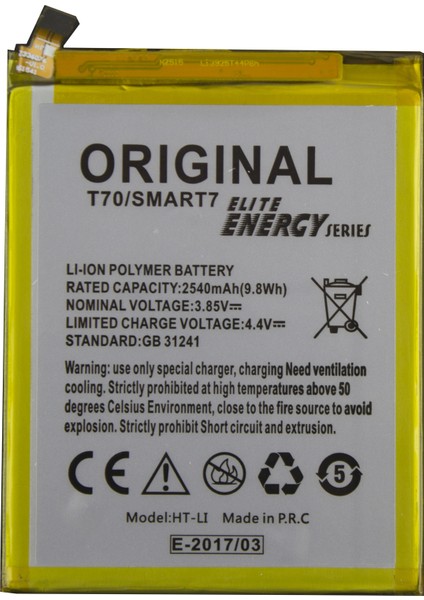 ORIGINAL
T70/SMART7 ELITE ENERGY SERIES
LI-ION POLYMER BATTERY
RATED CAPACITY:2540mAh(9.8Wh)
NOMINAL VOLTAGE:3.85V⎓
LIMITED CHARGE VOLTAGE:4.4V⎓
STANDARD:GB 31241
Warning: use only special charger, charging Need ventilation
cooling. Strictly prohibited at high temperatures above 50
degrees Celsius Environment, close to the fire source to avoid
explosion. Strictly prohibit Short circuit and extrusion.
CE 5
Model:HT-LI Made in P.R.C
E-2017/03